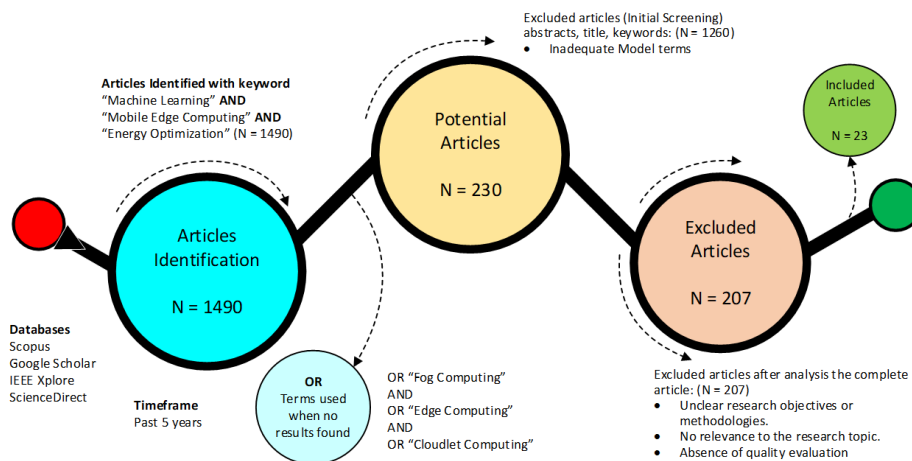 Articles Identified with keyword
“Machine Learning” AND
“Mobile Edge Computing” AND
“Energy Optimization” (N = 1490)
Articles
Identification
N = 1490
Databases
Scopus
Google Scholar
IEEE Xplore
ScienceDirect
Timeframe
Past 5 years
OR
Terms used
when no
results found
OR “Fog Computing”
AND
OR “Edge Computing”
AND
OR “Cloudlet Computing”
Excluded articles (Initial Screening)
abstracts, title, keywords: (N = 1260)
• Inadequate Model terms
Potential
Articles
N = 230
Excluded
Articles
N = 207
Excluded articles after analysis the complete
article: (N = 207)
• Unclear research objectives or
methodologies.
• No relevance to the research topic.
• Absence of quality evaluation
Included
Articles
N = 23